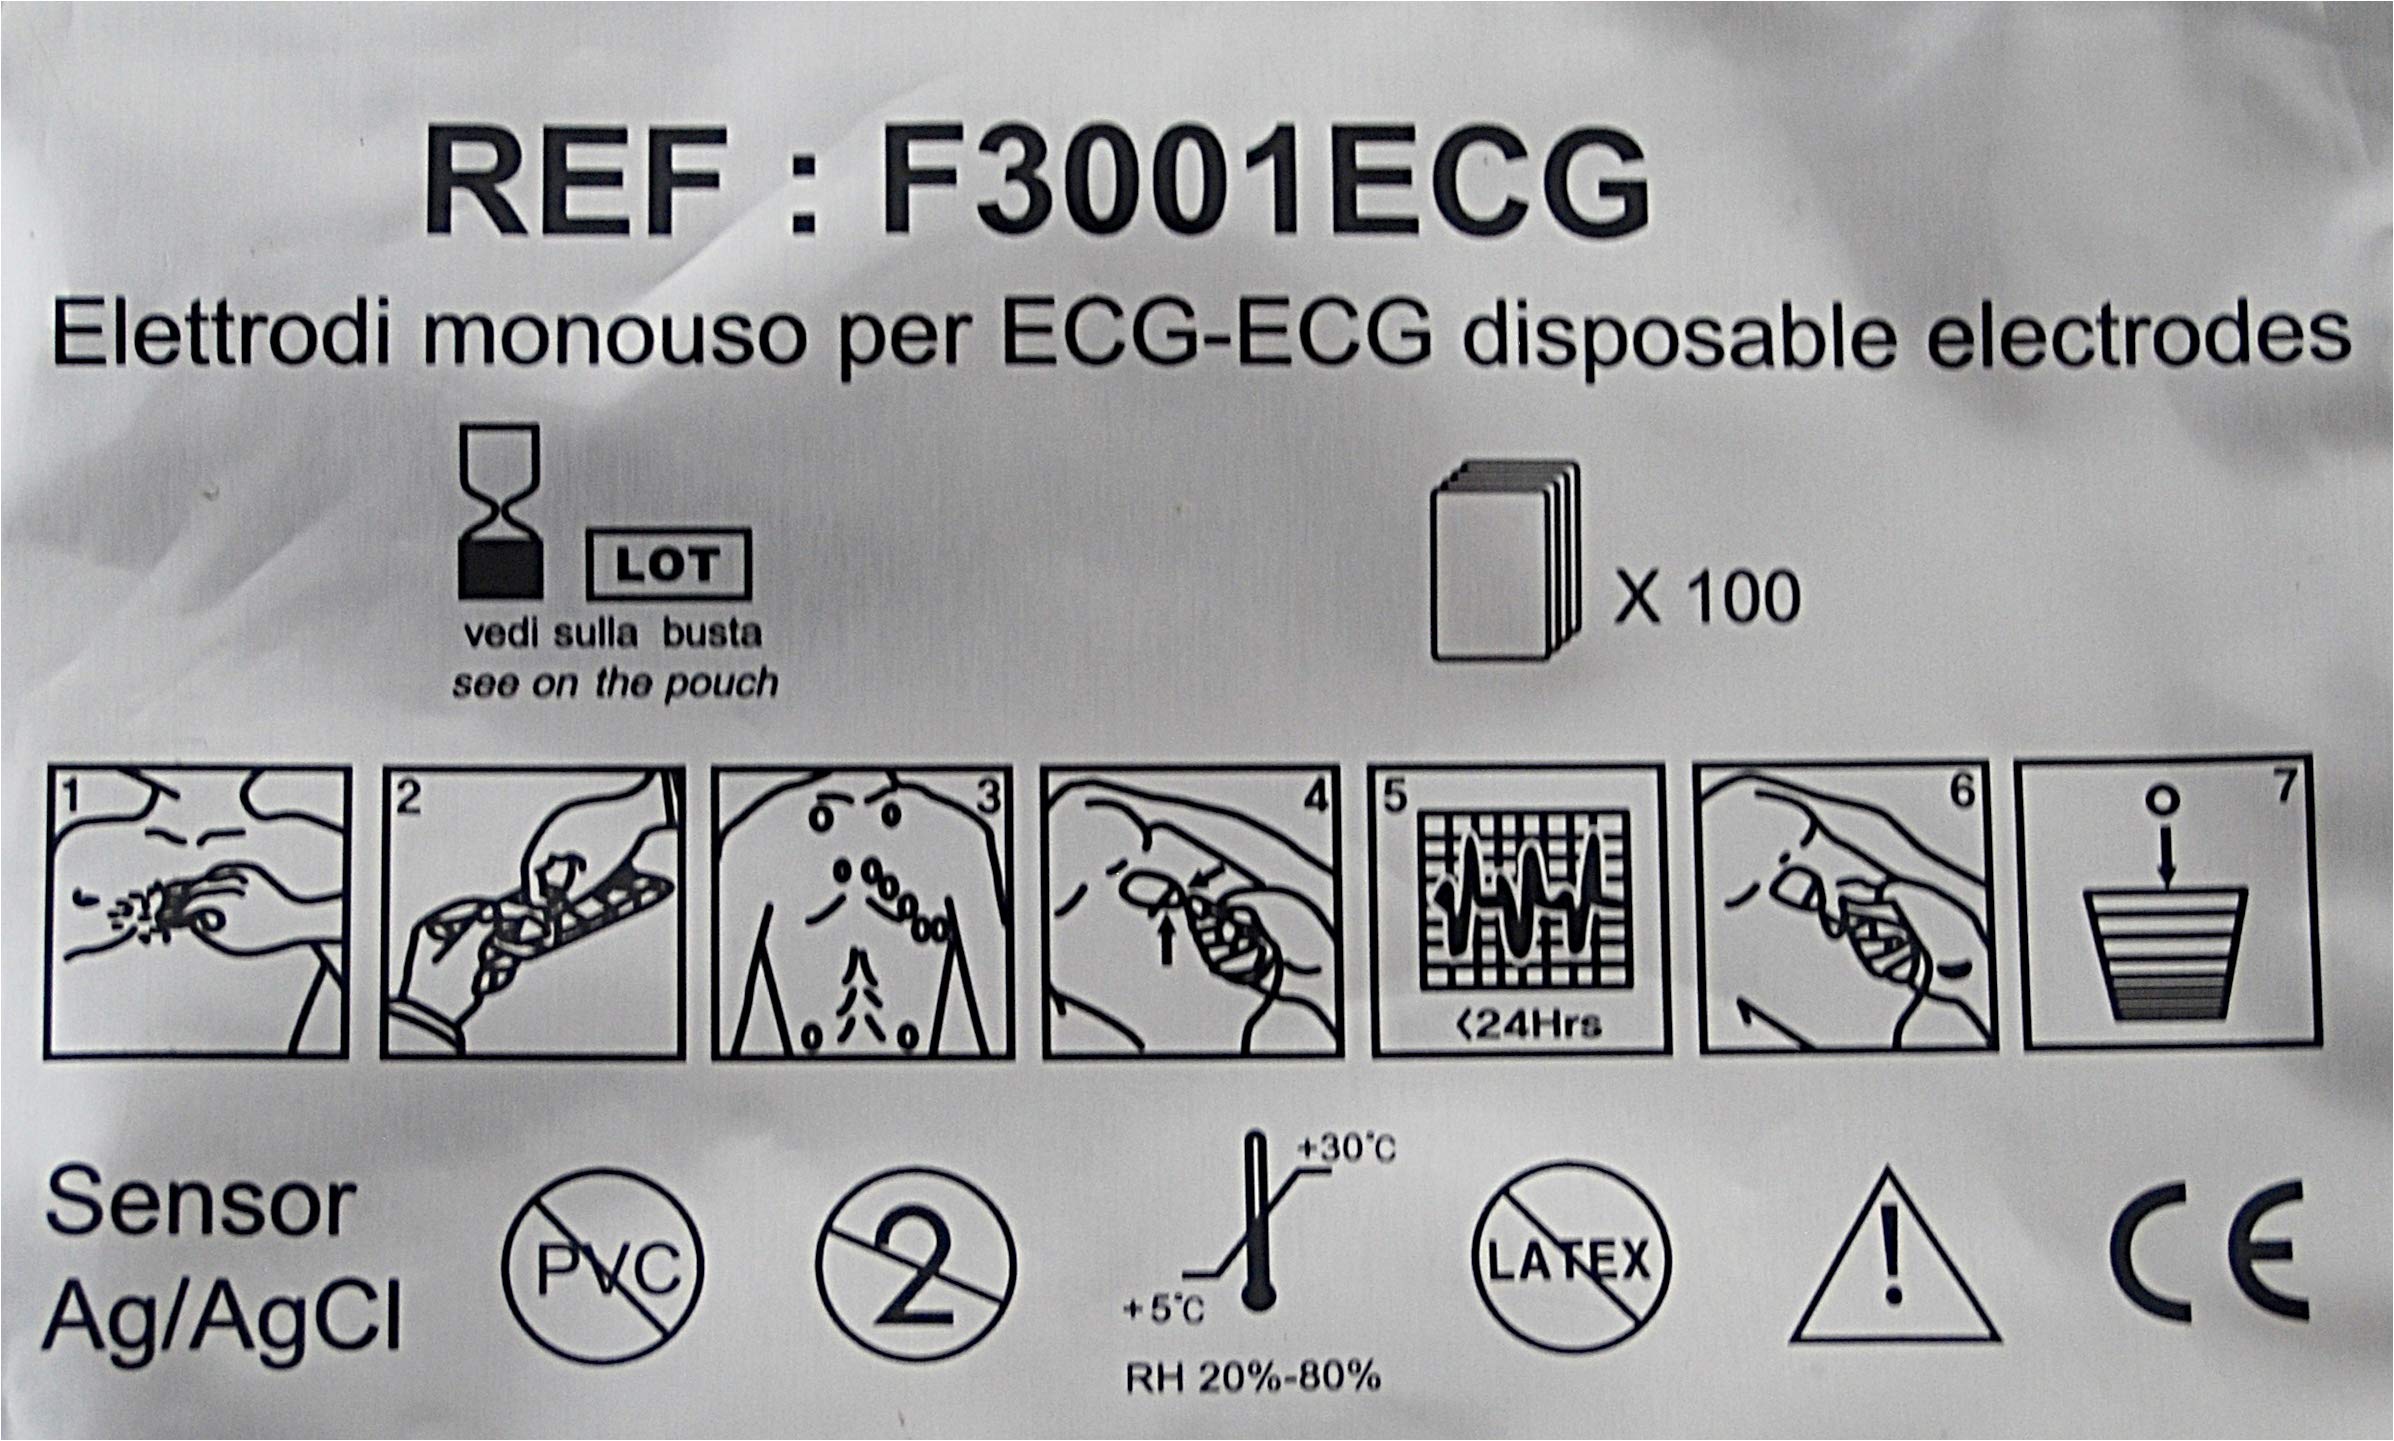 REF : F3001ECG
Elettrodi monouso per ECG-ECG disposable electrodes
LOT
vedi sulla busta
see on the pouch
X 100
1
2
3
4
5
<24Hrs
6
7
Sensor
Ag/AgCl
PVC
2
+30°C
+5°C
RH 20%-80%
LATEX
!
CE